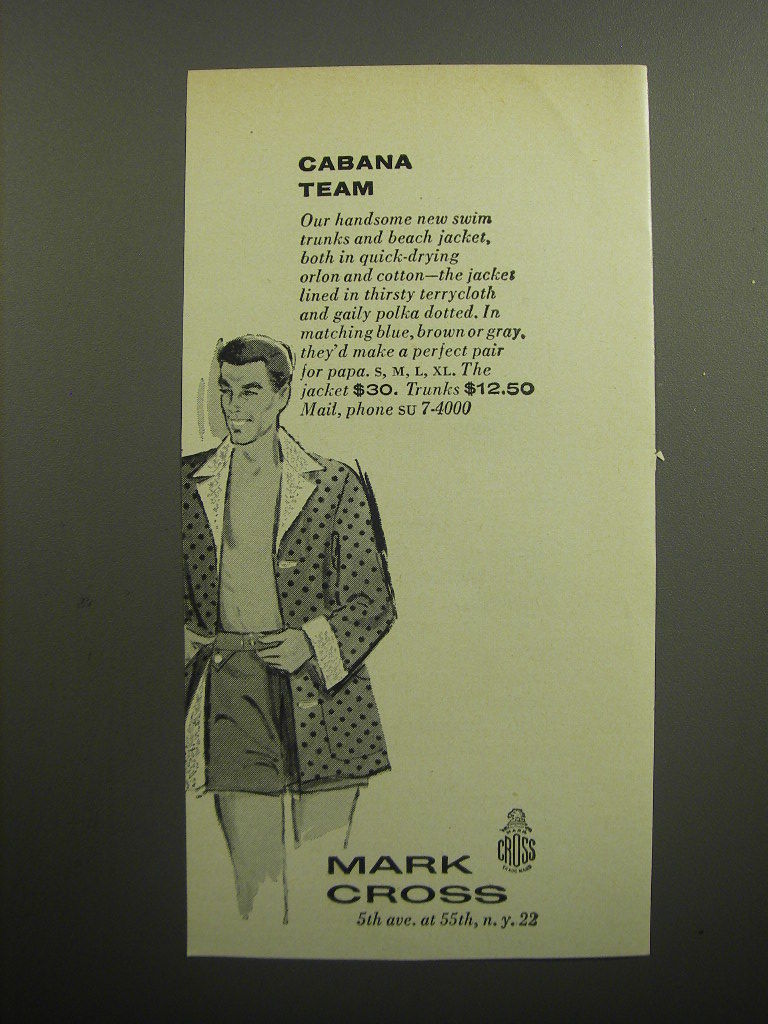 CABANA
TEAM
Our handsome new swim
trunks and beach jacket,
both in quick-drying
orlon and cotton—the jacket
lined in thirsty terrycloth
and gaily polka dotted. In
matching blue, brown or gray,
they'd make a perfect pair
for papa. S, M, L, XL. The
jacket $30. Trunks $12.50
Mail, phone SU 7-4000
MARK
CROSS
TRADE MARK
MARK
CROSS
5th ave. at 55th, n. y. 22